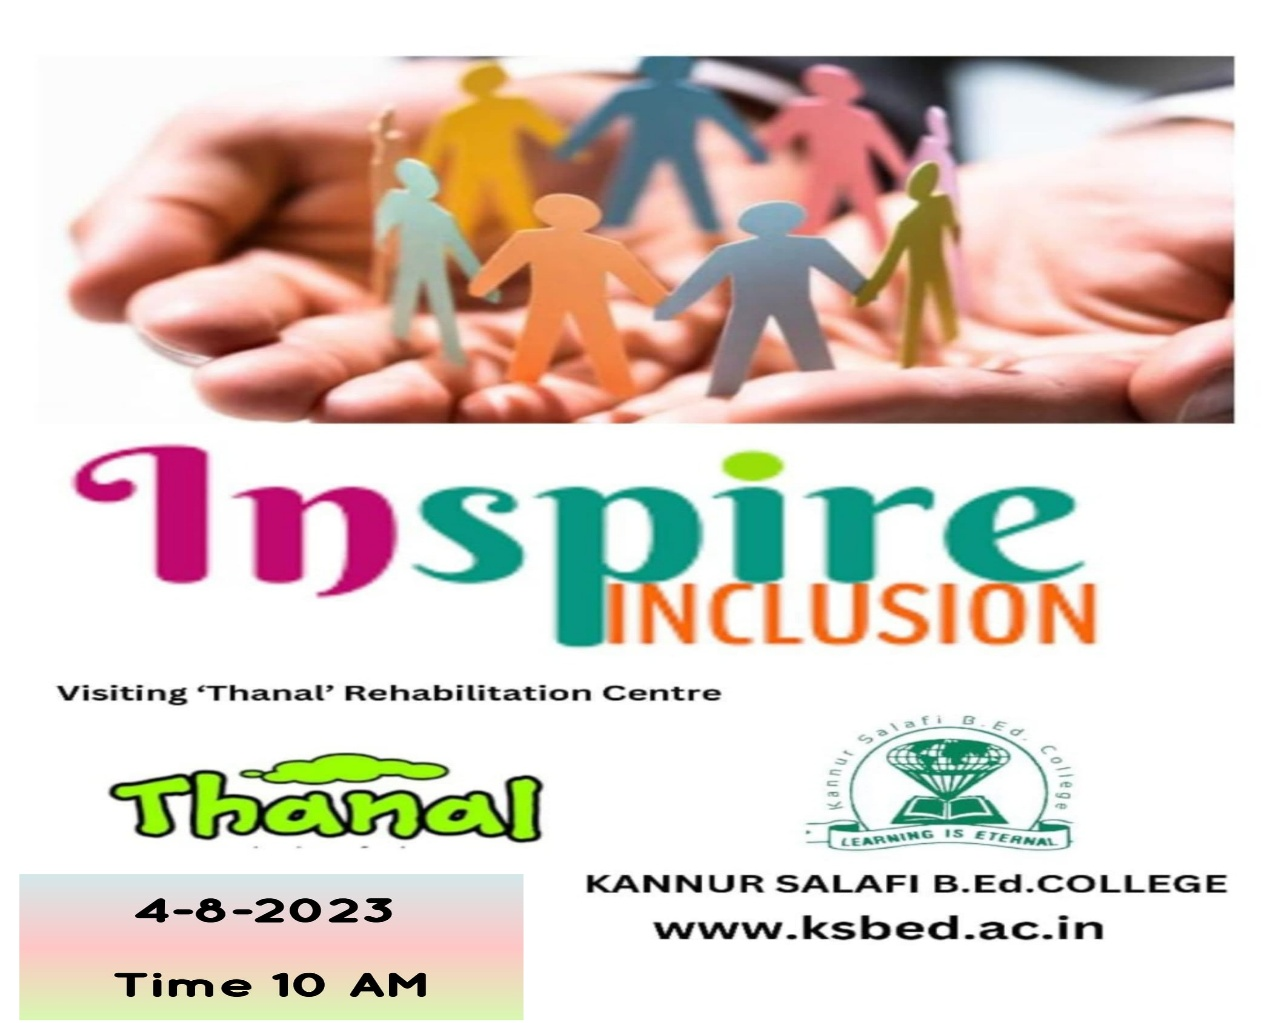 Inspire
INCLUSION
Visiting ‘Thanal’ Rehabilitation Centre
Thanal
Kannur Salafi B.Ed. College
LEARNING IS ETERNAL
KANNUR SALAFI B.Ed.COLLEGE
www.ksbed.ac.in
4-8-2023
Time 10 AM